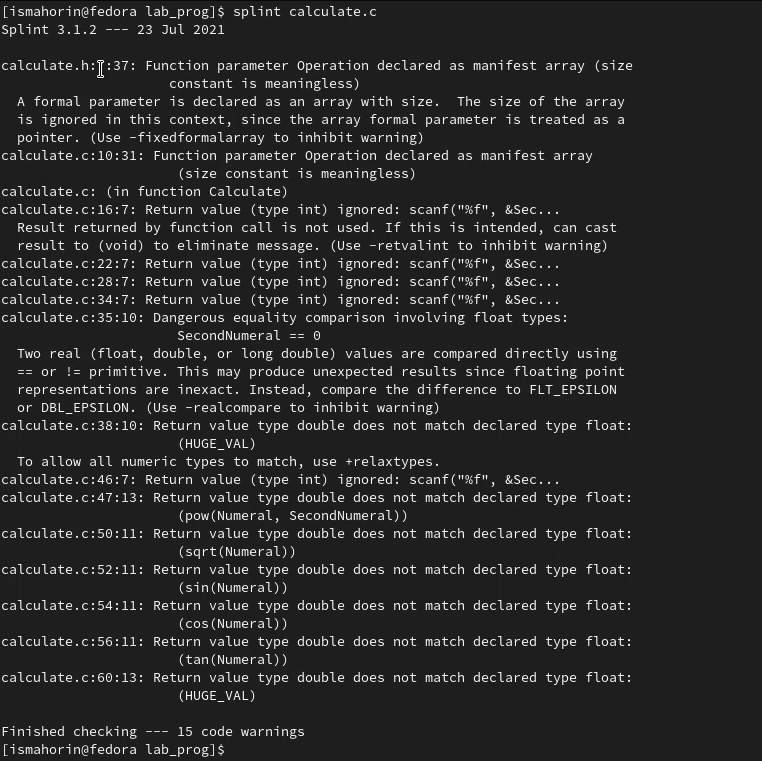 [ismahorin@fedora lab_prog]$ splint calculate.c
Splint 3.1.2 --- 23 Jul 2021

calculate.h: :37: Function parameter Operation declared as manifest array (size
                     constant is meaningless)
  A formal parameter is declared as an array with size.  The size of the array
  is ignored in this context, since the array formal parameter is treated as a
  pointer. (Use -fixedformalarray to inhibit warning)
calculate.c:10:31: Function parameter Operation declared as manifest array
                      (size constant is meaningless)
calculate.c: (in function Calculate)
calculate.c:16:7: Return value (type int) ignored: scanf("%f", &Sec...
  Result returned by function call is not used. If this is intended, can cast
  result to (void) to eliminate message. (Use -retvalint to inhibit warning)
calculate.c:22:7: Return value (type int) ignored: scanf("%f", &Sec...
calculate.c:28:7: Return value (type int) ignored: scanf("%f", &Sec...
calculate.c:34:7: Return value (type int) ignored: scanf("%f", &Sec...
calculate.c:35:10: Dangerous equality comparison involving float types:
                      SecondNumeral == 0
  Two real (float, double, or long double) values are compared directly using
  == or != primitive. This may produce unexpected results since floating point
  representations are inexact. Instead, compare the difference to FLT_EPSILON
  or DBL_EPSILON. (Use -realcompare to inhibit warning)
calculate.c:38:10: Return value type double does not match declared type float:
                      (HUGE_VAL)
  To allow all numeric types to match, use +relaxtypes.
calculate.c:46:7: Return value (type int) ignored: scanf("%f", &Sec...
calculate.c:47:13: Return value type double does not match declared type float:
                      (pow(Numeral, SecondNumeral))
calculate.c:50:11: Return value type double does not match declared type float:
                      (sqrt(Numeral))
calculate.c:52:11: Return value type double does not match declared type float:
                      (sin(Numeral))
calculate.c:54:11: Return value type double does not match declared type float:
                      (cos(Numeral))
calculate.c:56:11: Return value type double does not match declared type float:
                      (tan(Numeral))
calculate.c:60:13: Return value type double does not match declared type float:
                      (HUGE_VAL)

Finished checking --- 15 code warnings
[ismahorin@fedora lab_prog]$